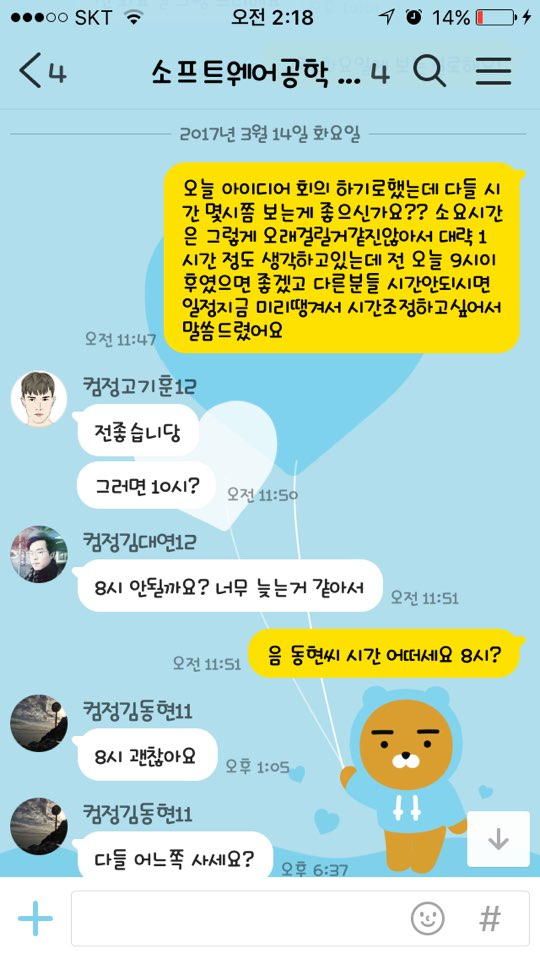 SKT 오전 2:18 14%
4 소프트웨어공학 ... 4
2017년 3월 14일 화요일
오늘 아이디어 회의 하기로했는데 다들 시
간 몇시쯤 보는게 좋으신가요?? 소요시간
은 그렇게 오래걸릴거같진않아서 대략 1
시간 정도 생각하고있는데 전 오늘 9시이
후였으면 좋겠고 다른분들 시간안되시면
일정지금 미리땡겨서 시간조정하고싶어서
말씀드렸어요
오전 11:47
컴정고기훈12
전좋습니당
그러면 10시?
오전 11:50
컴정김대연12
8시 안될까요? 너무 늦는거 같아서
오전 11:51
음 동현씨 시간 어떠세요 8시?
오전 11:51
컴정김동현11
8시 괜찮아요
오후 1:05
컴정김동현11
다들 어느쪽 사세요?
오후 6:37
#